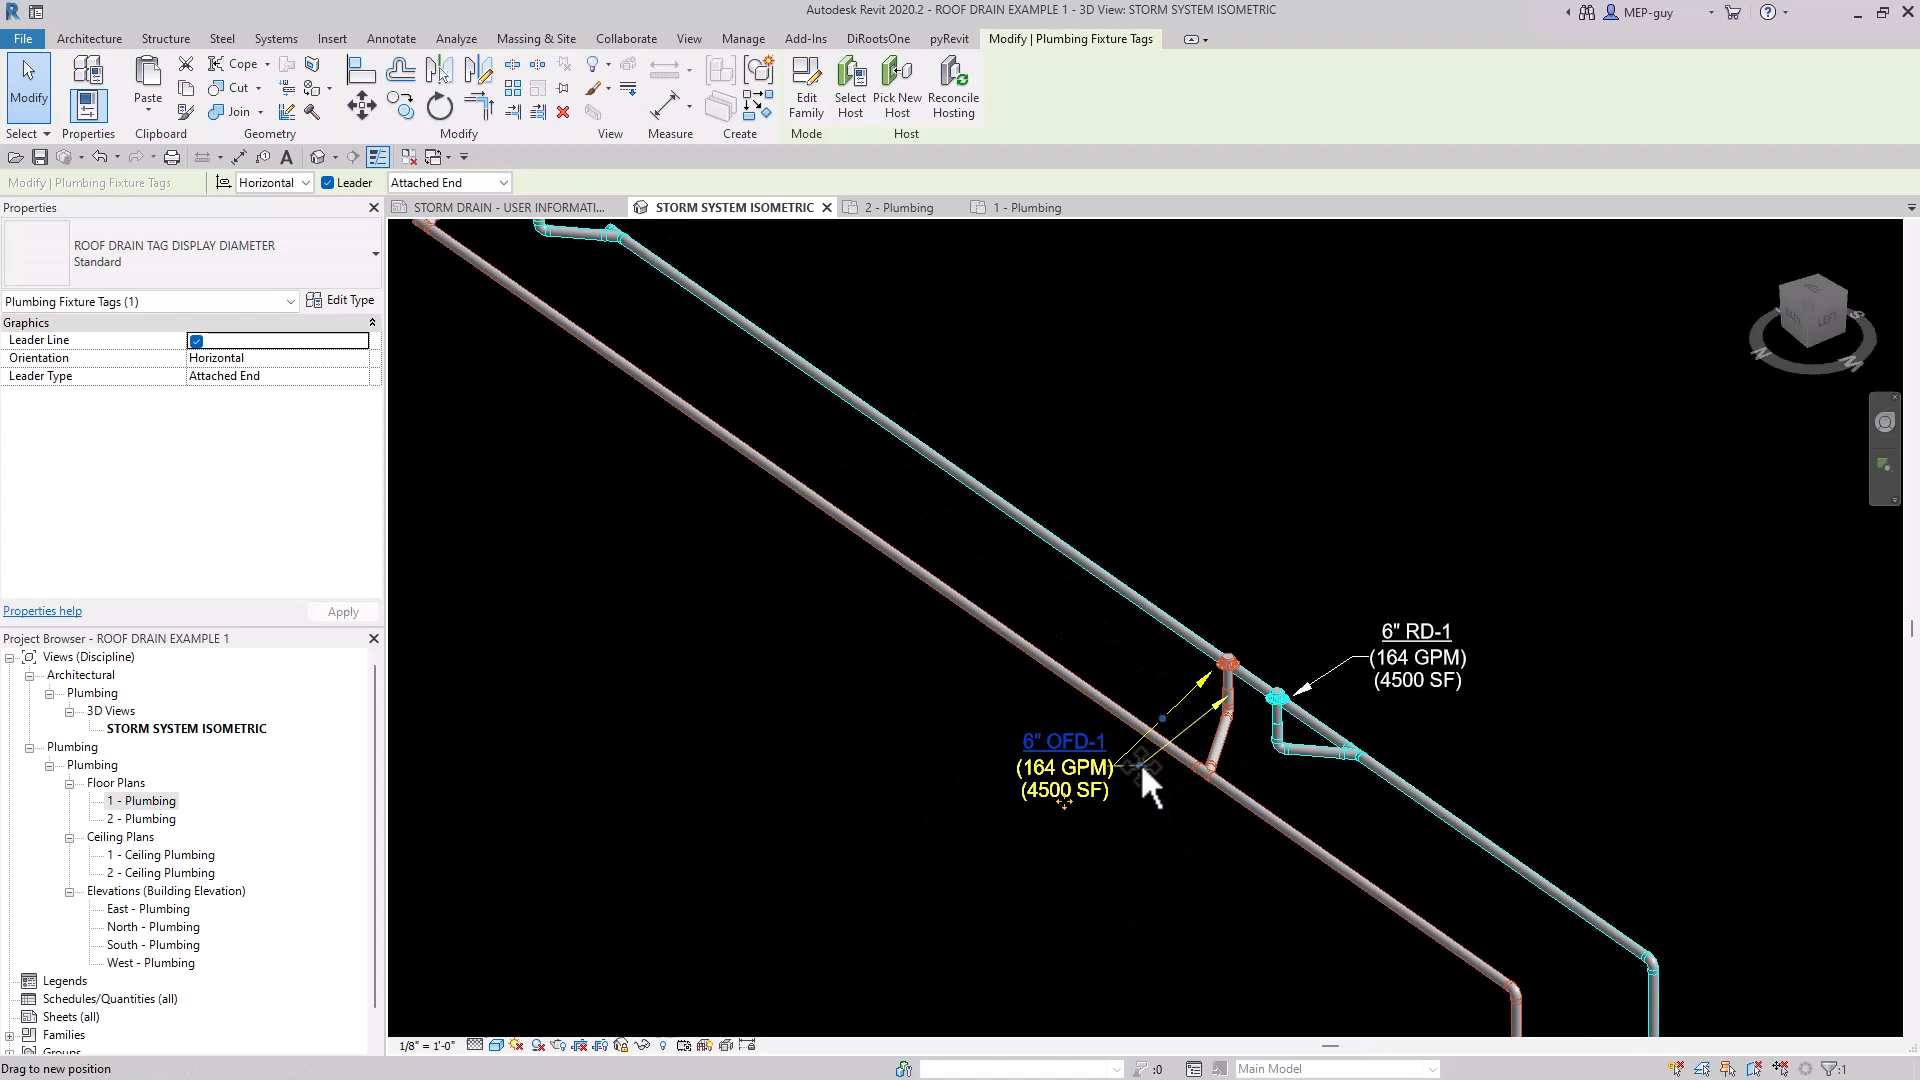 Autodesk Revit 2020.2 - ROOF DRAIN EXAMPLE 1 - 3D View: STORM SYSTEM ISOMETRIC
MEP-guy
File Architecture Structure Steel Systems Insert Annotate Analyze Massing & Site Collaborate View Manage Add-Ins DiRootsOne pyRevit Modify | Plumbing Fixture Tags
Modify
Properties
Paste
Cope
Cut
Join
Edit Family
Select Host
Pick New Host
Reconcile Hosting
Select Properties Clipboard Geometry Modify View Measure Create Mode Host
Modify | Plumbing Fixture Tags Horizontal Leader Attached End
Properties
STORM DRAIN - USER INFORMATI... STORM SYSTEM ISOMETRIC 2 - Plumbing 1 - Plumbing
ROOF DRAIN TAG DISPLAY DIAMETER
Standard
Plumbing Fixture Tags (1) Edit Type
Graphics
Leader Line
Orientation Horizontal
Leader Type Attached End
Properties help Apply
Project Browser - ROOF DRAIN EXAMPLE 1
Views (Discipline)
Architectural
Plumbing
3D Views
STORM SYSTEM ISOMETRIC
Plumbing
Plumbing
Floor Plans
1 - Plumbing
2 - Plumbing
Ceiling Plans
1 - Ceiling Plumbing
2 - Ceiling Plumbing
Elevations (Building Elevation)
East - Plumbing
North - Plumbing
South - Plumbing
West - Plumbing
Legends
Schedules/Quantities (all)
Sheets (all)
Families
Groups
BACK
LEFT
6" RD-1
(164 GPM)
(4500 SF)
6" OFD-1
(164 GPM)
(4500 SF)
1/8" = 1'-0"
Drag to new position
:0
Main Model
:1